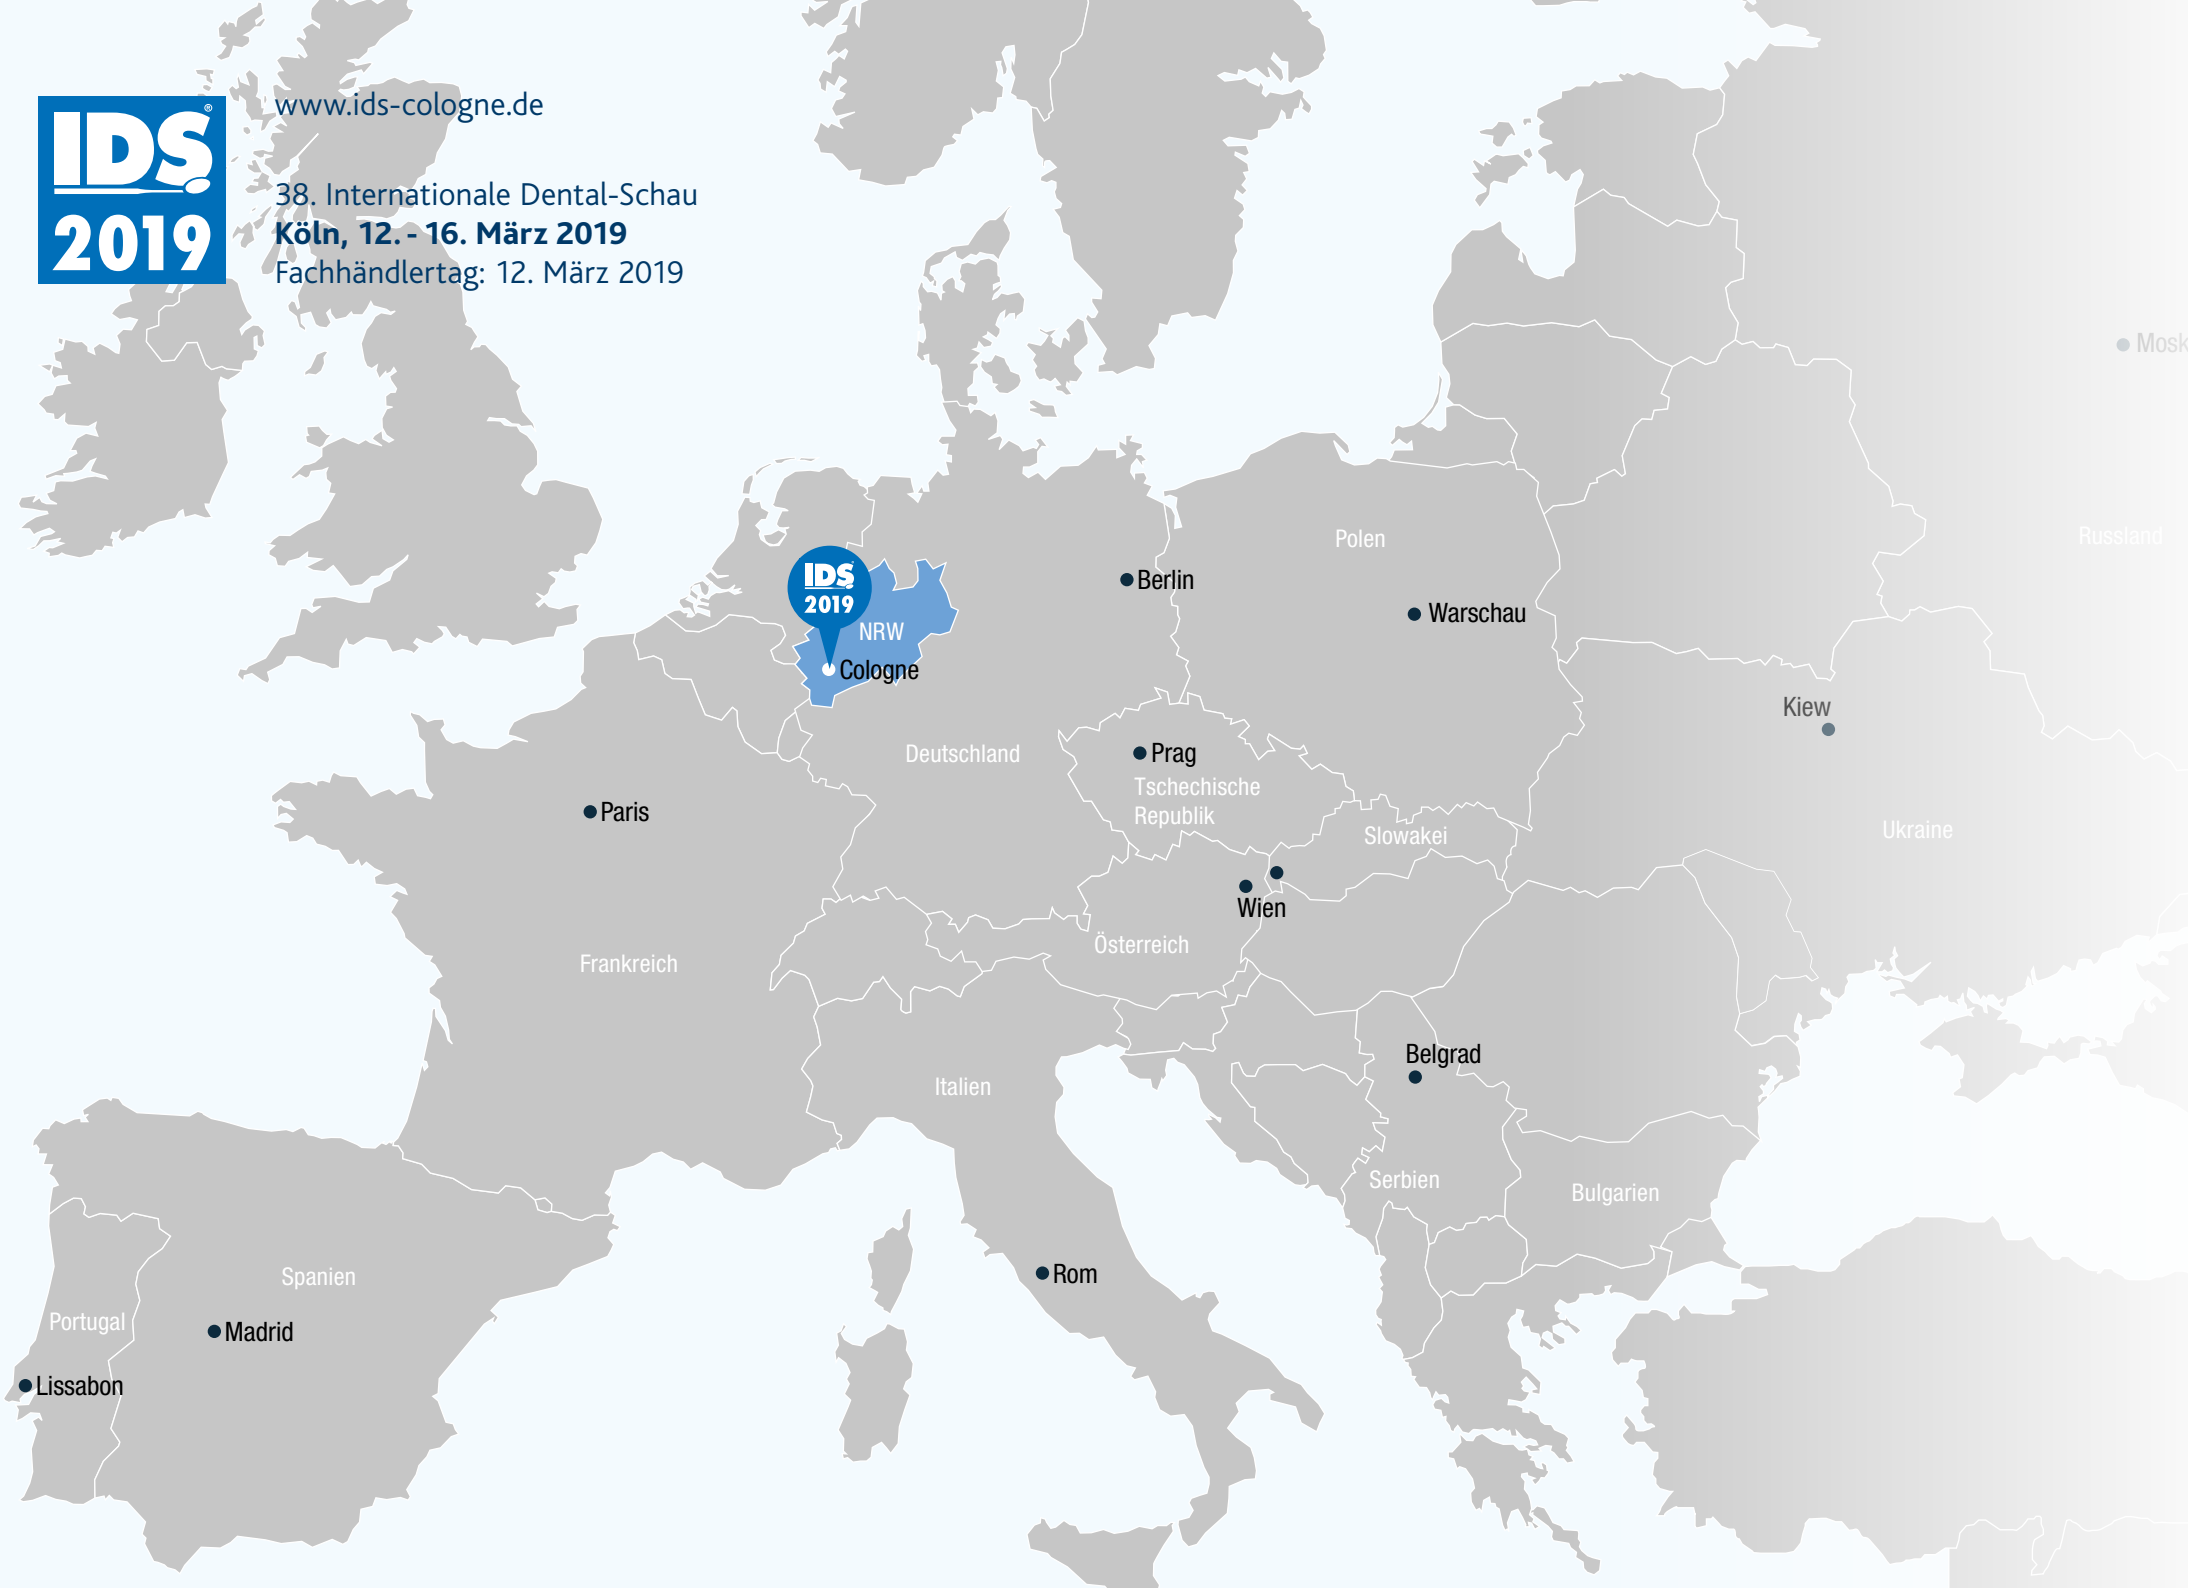 IDS®
2019
www.ids-cologne.de
38. Internationale Dental-Schau
Köln, 12. - 16. März 2019
Fachhändlertag: 12. März 2019
Mosk
Russland
Polen
Berlin
Warschau
IDS
2019
NRW
Cologne
Kiew
Deutschland
Prag
Tschechische
Republik
Paris
Slowakei
Ukraine
Wien
Österreich
Frankreich
Belgrad
Italien
Serbien
Bulgarien
Spanien
Rom
Portugal
Madrid
Lissabon